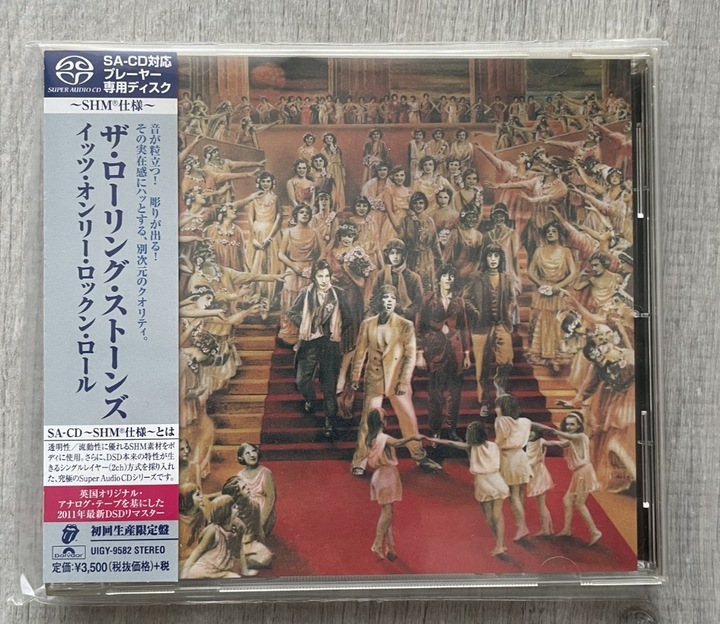 SUPER AUDIO CD
SA-CD対応
プレーヤー
専用ディスク
～SHM®仕様～
音が粒立つ! 彫りが出る!
その実在感にハッとする、別次元のクオリティ。
ザ・ローリング・ストーンズ
イッツ・オンリー・ロックン・ロール
SA-CD ～SHM®仕様～とは
透明性/流動性に優れるSHM素材をボ
ディに使用。さらに、DSD本来の特性が生
きるシングルレイヤー(2ch)方式を採り入れ
た、究極のSuper Audio CDシリーズです。
英国オリジナル・
アナログ・テープを基にした
2011年最新DSDリマスター
初回生産限定盤
Polydor
UIGY-9582 STEREO
定価:¥3,500(税抜価格)+税